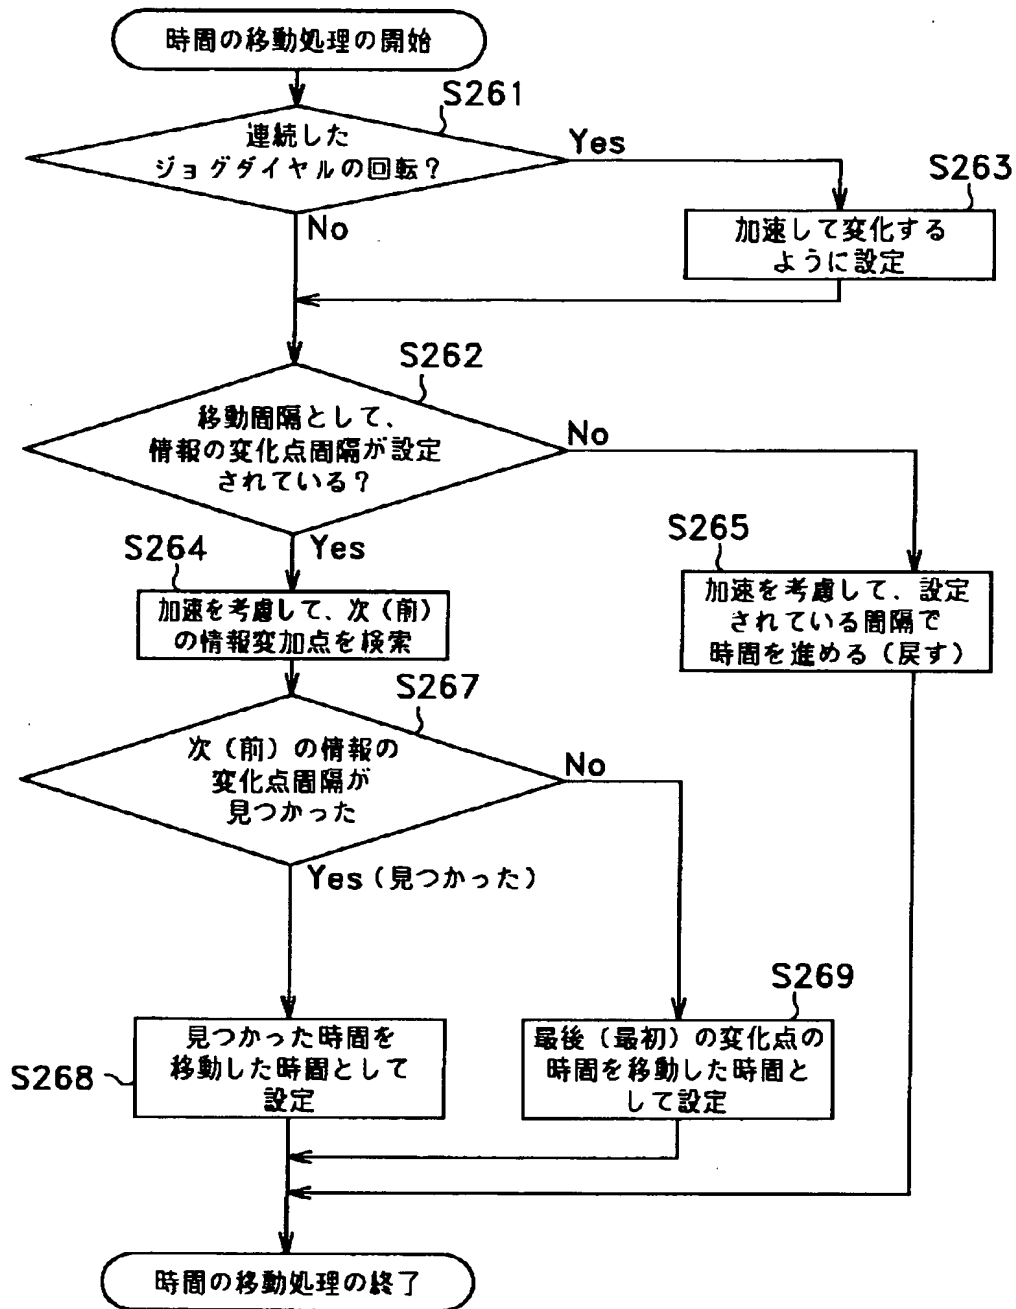 時間の移動処理の開始
S261
連続した
ジョグダイヤルの回転?
Yes
No
S263
加速して変化する
ように設定
S262
移動間隔として、
情報の変化点間隔が設定
されている?
No
Yes
S264
加速を考慮して、次(前)
の情報変加点を検索
S265
加速を考慮して、設定
されている間隔で
時間を進める(戻す)
S267
次(前)の情報の
変化点間隔が
見つかった
No
Yes(見つかった)
S268
見つかった時間を
移動した時間として
設定
S269
最後(最初)の変化点の
時間を移動した時間と
して設定
時間の移動処理の終了